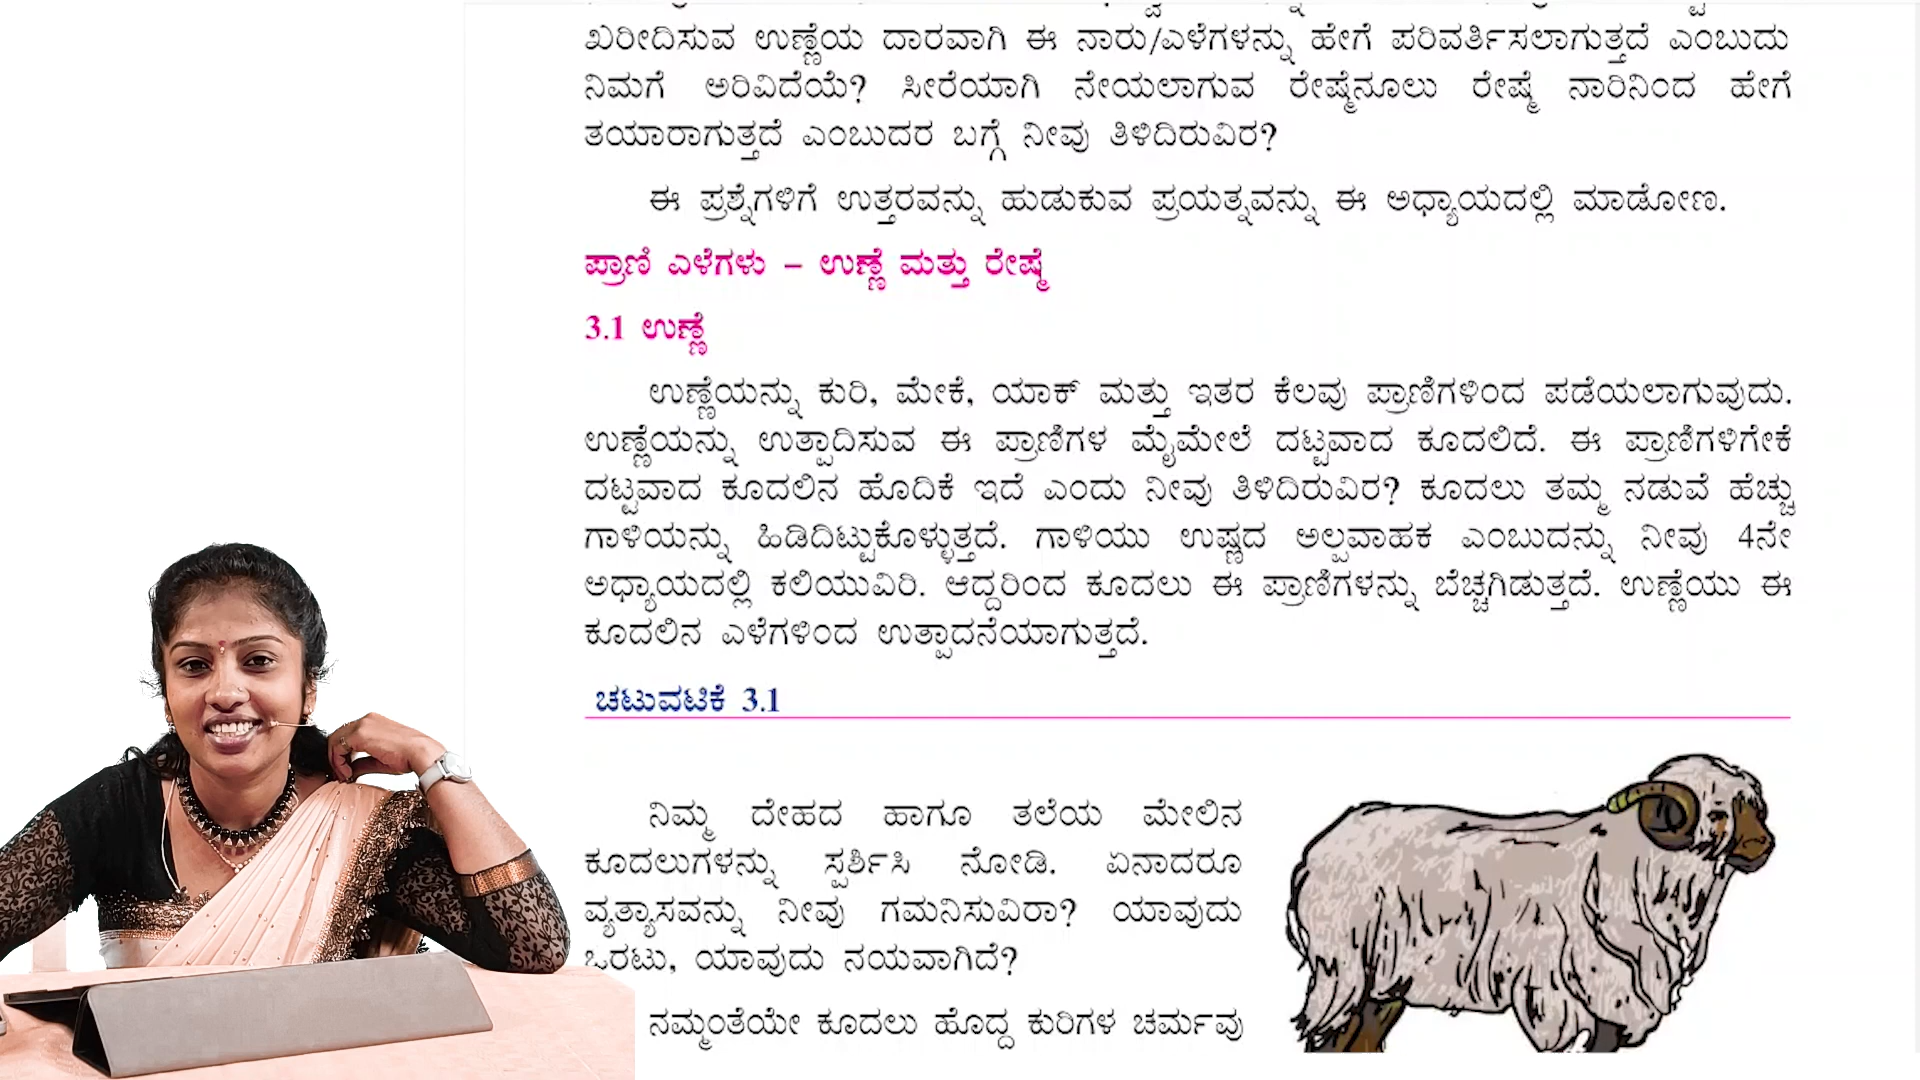 ಖರೀದಿಸುವ ಉಣ್ಣೆಯ ದಾರವಾಗಿ ಈ ನಾರು/ಎಳೆಗಳನ್ನು ಹೇಗೆ ಪರಿವರ್ತಿಸಲಾಗುತ್ತದೆ ಎಂಬುದು
ನಿಮಗೆ ಅರಿವಿದೆಯೆ? ಸೀರೆಯಾಗಿ ನೇಯಲಾಗುವ ರೇಷ್ಮೆನೂಲು ರೇಷ್ಮೆ ನಾರಿನಿಂದ ಹೇಗೆ
ತಯಾರಾಗುತ್ತದೆ ಎಂಬುದರ ಬಗ್ಗೆ ನೀವು ತಿಳಿದಿರುವಿರ?
ಈ ಪ್ರಶ್ನೆಗಳಿಗೆ ಉತ್ತರವನ್ನು ಹುಡುಕುವ ಪ್ರಯತ್ನವನ್ನು ಈ ಅಧ್ಯಾಯದಲ್ಲಿ ಮಾಡೋಣ.
ಪ್ರಾಣಿ ಎಳೆಗಳು – ಉಣ್ಣೆ ಮತ್ತು ರೇಷ್ಮೆ
3.1 ಉಣ್ಣೆ
ಉಣ್ಣೆಯನ್ನು ಕುರಿ, ಮೇಕೆ, ಯಾಕ್ ಮತ್ತು ಇತರ ಕೆಲವು ಪ್ರಾಣಿಗಳಿಂದ ಪಡೆಯಲಾಗುವುದು.
ಉಣ್ಣೆಯನ್ನು ಉತ್ಪಾದಿಸುವ ಈ ಪ್ರಾಣಿಗಳ ಮೈಮೇಲೆ ದಟ್ಟವಾದ ಕೂದಲಿದೆ. ಈ ಪ್ರಾಣಿಗಳಿಗೇಕೆ
ದಟ್ಟವಾದ ಕೂದಲಿನ ಹೊದಿಕೆ ಇದೆ ಎಂದು ನೀವು ತಿಳಿದಿರುವಿರ? ಕೂದಲು ತಮ್ಮ ನಡುವೆ ಹೆಚ್ಚು
ಗಾಳಿಯನ್ನು ಹಿಡಿದಿಟ್ಟುಕೊಳ್ಳುತ್ತದೆ. ಗಾಳಿಯು ಉಷ್ಣದ ಅಲ್ಪವಾಹಕ ಎಂಬುದನ್ನು ನೀವು 4ನೇ
ಅಧ್ಯಾಯದಲ್ಲಿ ಕಲಿಯುವಿರಿ. ಆದ್ದರಿಂದ ಕೂದಲು ಈ ಪ್ರಾಣಿಗಳನ್ನು ಬೆಚ್ಚಗಿಡುತ್ತದೆ. ಉಣ್ಣೆಯು ಈ
ಕೂದಲಿನ ಎಳೆಗಳಿಂದ ಉತ್ಪಾದನೆಯಾಗುತ್ತದೆ.
ಚಟುವಟಿಕೆ 3.1
ನಿಮ್ಮ ದೇಹದ ಹಾಗೂ ತಲೆಯ ಮೇಲಿನ
ಕೂದಲುಗಳನ್ನು ಸ್ಪರ್ಶಿಸಿ ನೋಡಿ. ಏನಾದರೂ
ವ್ಯತ್ಯಾಸವನ್ನು ನೀವು ಗಮನಿಸುವಿರಾ? ಯಾವುದು
ಒರಟು, ಯಾವುದು ನಯವಾಗಿದೆ?
ನಮ್ಮಂತೆಯೇ ಕೂದಲು ಹೊದ್ದ ಕುರಿಗಳ ಚರ್ಮವು